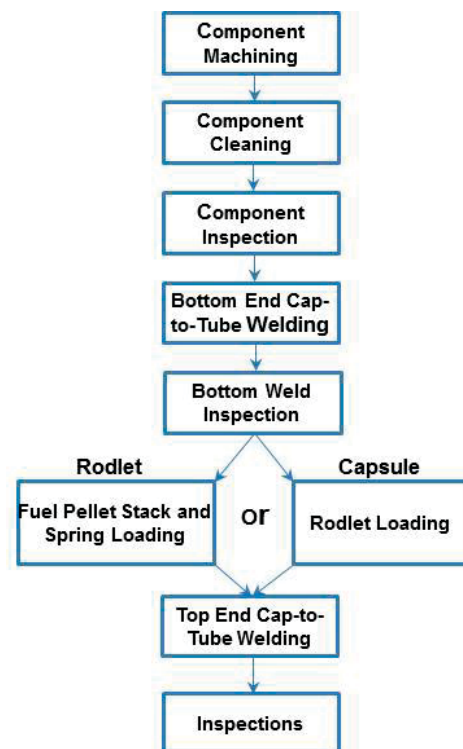 Component
Machining
Component
Cleaning
Component
Inspection
Bottom End Cap-
to-Tube Welding
Bottom Weld
Inspection
Rodlet
Capsule
Fuel Pellet Stack and
Spring Loading
or
Rodlet Loading
Top End Cap-to-
Tube Welding
Inspections